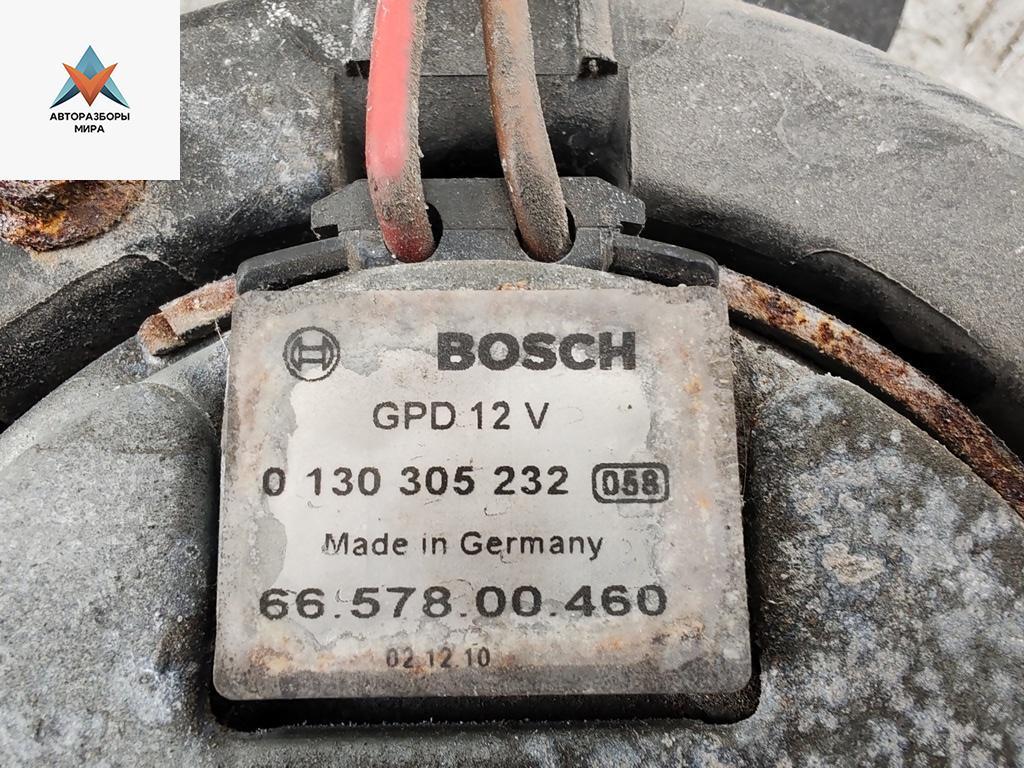 АВТОРАЗБОРЫ
МИРА
BOSCH
GPD 12 V
0 130 305 232 058
Made in Germany
66.578.00.460
02 12 10